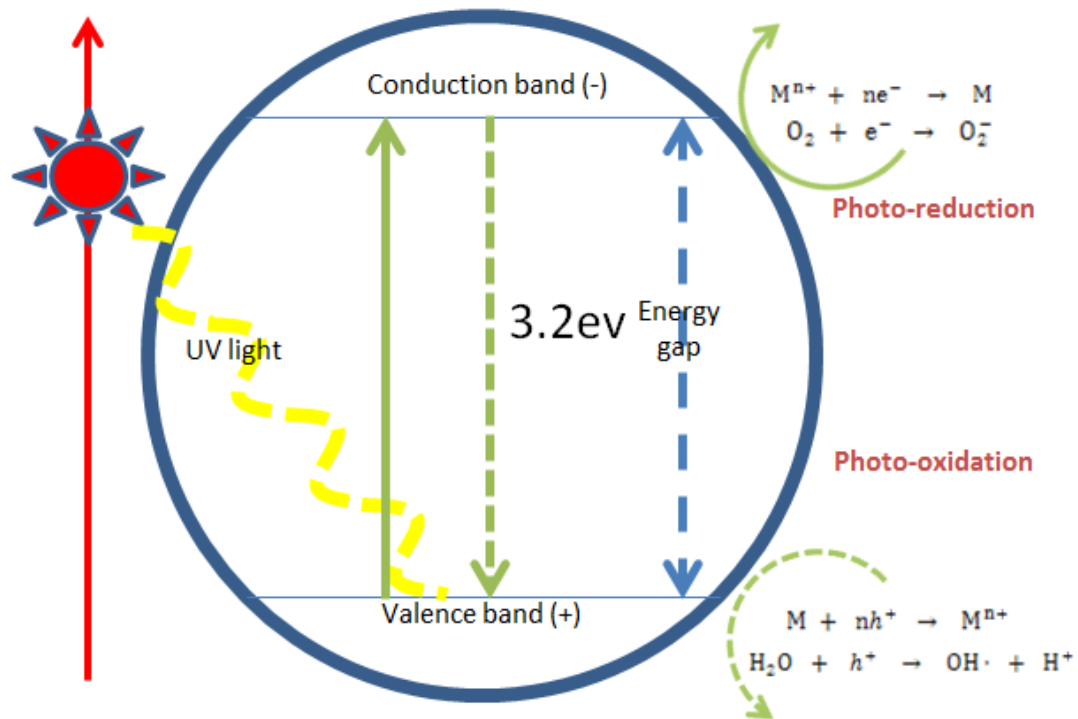 Conduction band (-)
Mⁿ⁺ + ne⁻ → M
O₂ + e⁻ → O₂⁻
Photo-reduction
3.2ev
Energy
gap
UV light
Photo-oxidation
Valence band (+)
M + nh⁺ → Mⁿ⁺
H₂O + h⁺ → OH· + H⁺